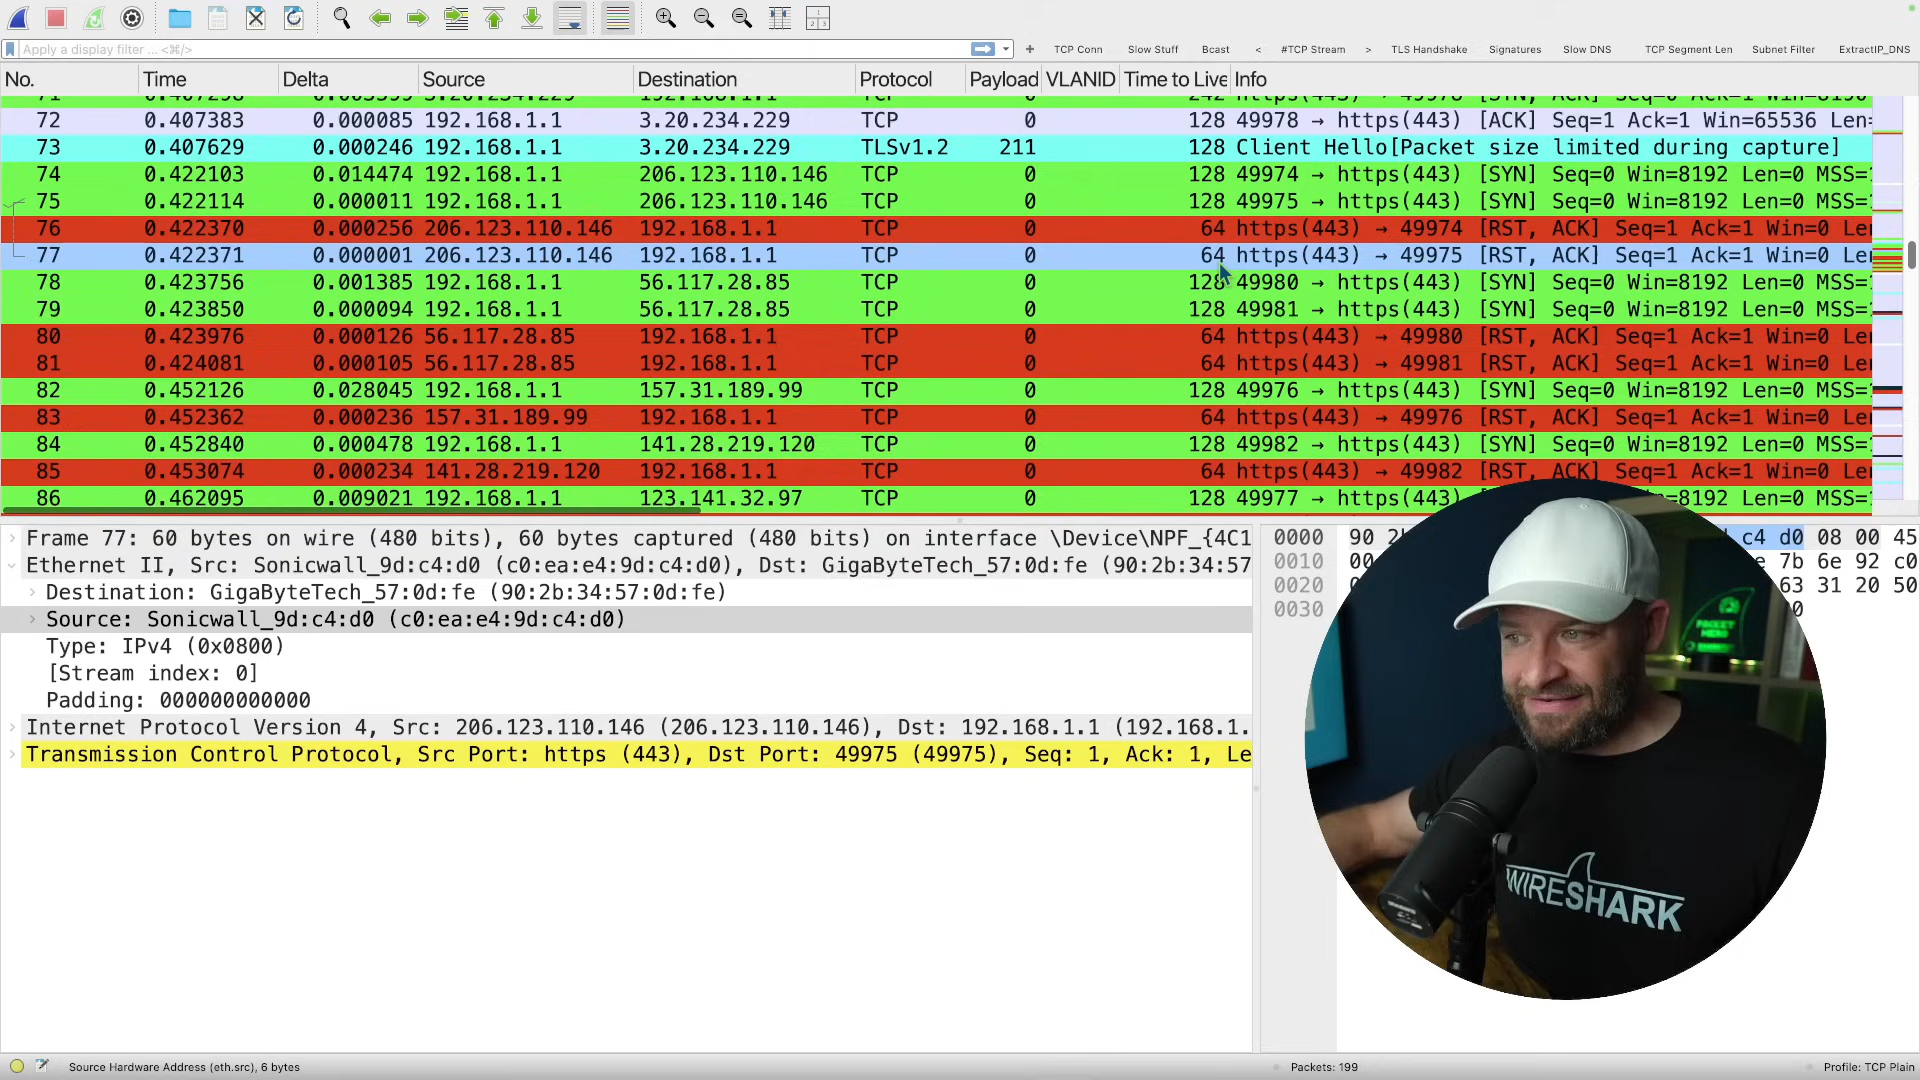 Apply a display filter ... <⌘/>
+ TCP Conn Slow Stuff Bcast < #TCP Stream > TLS Handshake Signatures Slow DNS TCP Segment Len Subnet Filter ExtractIP_DNS
No. Time Delta Source Destination Protocol Payload VLANID Time to Live Info
72 0.407383 0.000085 192.168.1.1 3.20.234.229 TCP 0 128 49978 → https(443) [ACK] Seq=1 Ack=1 Win=65536 Len=
73 0.407629 0.000246 192.168.1.1 3.20.234.229 TLSv1.2 211 128 Client Hello[Packet size limited during capture]
74 0.422103 0.014474 192.168.1.1 206.123.110.146 TCP 0 128 49974 → https(443) [SYN] Seq=0 Win=8192 Len=0 MSS=
75 0.422114 0.000011 192.168.1.1 206.123.110.146 TCP 0 128 49975 → https(443) [SYN] Seq=0 Win=8192 Len=0 MSS=
76 0.422370 0.000256 206.123.110.146 192.168.1.1 TCP 0 64 https(443) → 49974 [RST, ACK] Seq=1 Ack=1 Win=0 Le
77 0.422371 0.000001 206.123.110.146 192.168.1.1 TCP 0 64 https(443) → 49975 [RST, ACK] Seq=1 Ack=1 Win=0 Le
78 0.423756 0.001385 192.168.1.1 56.117.28.85 TCP 0 128 49980 → https(443) [SYN] Seq=0 Win=8192 Len=0 MSS=
79 0.423850 0.000094 192.168.1.1 56.117.28.85 TCP 0 128 49981 → https(443) [SYN] Seq=0 Win=8192 Len=0 MSS=
80 0.423976 0.000126 56.117.28.85 192.168.1.1 TCP 0 64 https(443) → 49980 [RST, ACK] Seq=1 Ack=1 Win=0 Le
81 0.424081 0.000105 56.117.28.85 192.168.1.1 TCP 0 64 https(443) → 49981 [RST, ACK] Seq=1 Ack=1 Win=0 Le
82 0.452126 0.028045 192.168.1.1 157.31.189.99 TCP 0 128 49976 → https(443) [SYN] Seq=0 Win=8192 Len=0 MSS=
83 0.452362 0.000236 157.31.189.99 192.168.1.1 TCP 0 64 https(443) → 49976 [RST, ACK] Seq=1 Ack=1 Win=0 Le
84 0.452840 0.000478 192.168.1.1 141.28.219.120 TCP 0 128 49982 → https(443) [SYN] Seq=0 Win=8192 Len=0 MSS=
85 0.453074 0.000234 141.28.219.120 192.168.1.1 TCP 0 64 https(443) → 49982 [RST, ACK] Seq=1 Ack=1 Win=0 Le
86 0.462095 0.009021 192.168.1.1 123.141.32.97 TCP 0 128 49977 → https(443) =8192 Len=0 MSS=
Frame 77: 60 bytes on wire (480 bits), 60 bytes captured (480 bits) on interface \Device\NPF_{4C1
Ethernet II, Src: Sonicwall_9d:c4:d0 (c0:ea:e4:9d:c4:d0), Dst: GigaByteTech_57:0d:fe (90:2b:34:57
Destination: GigaByteTech_57:0d:fe (90:2b:34:57:0d:fe)
Source: Sonicwall_9d:c4:d0 (c0:ea:e4:9d:c4:d0)
Type: IPv4 (0x0800)
[Stream index: 0]
Padding: 000000000000
Internet Protocol Version 4, Src: 206.123.110.146 (206.123.110.146), Dst: 192.168.1.1 (192.168.1.
Transmission Control Protocol, Src Port: https (443), Dst Port: 49975 (49975), Seq: 1, Ack: 1, Le
0000 90 c4 d0 08 00 45
0010 7b 6e 92 c0
0020 63 31 20 50
0030
PACKET
WIRESHARK
Source Hardware Address (eth.src), 6 bytes Packets: 199 Profile: TCP Plain